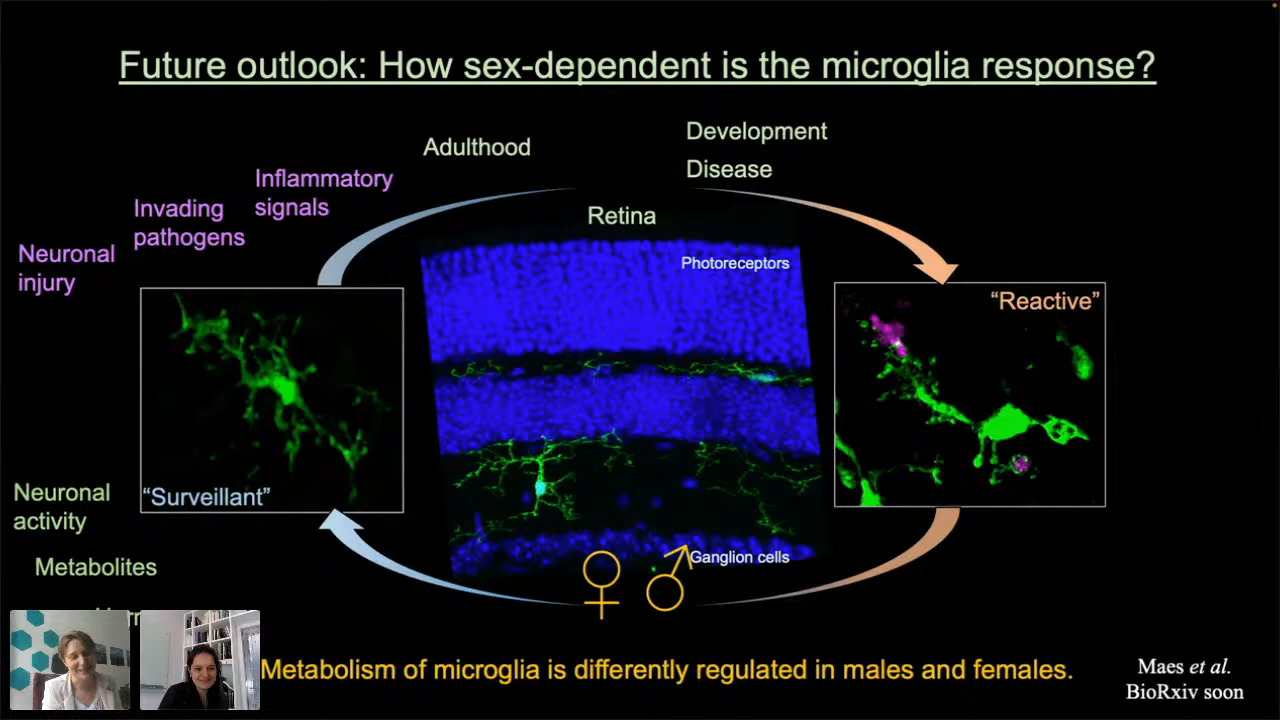 Future outlook: How sex-dependent is the microglia response?
Adulthood
Development
Disease
Inflammatory
signals
Invading
pathogens
Neuronal
injury
Retina
Photoreceptors
“Reactive”
“Surveillant”
Neuronal
activity
Metabolites
Ganglion cells
Metabolism of microglia is differently regulated in males and females.
Maes et al.
BioRxiv soon